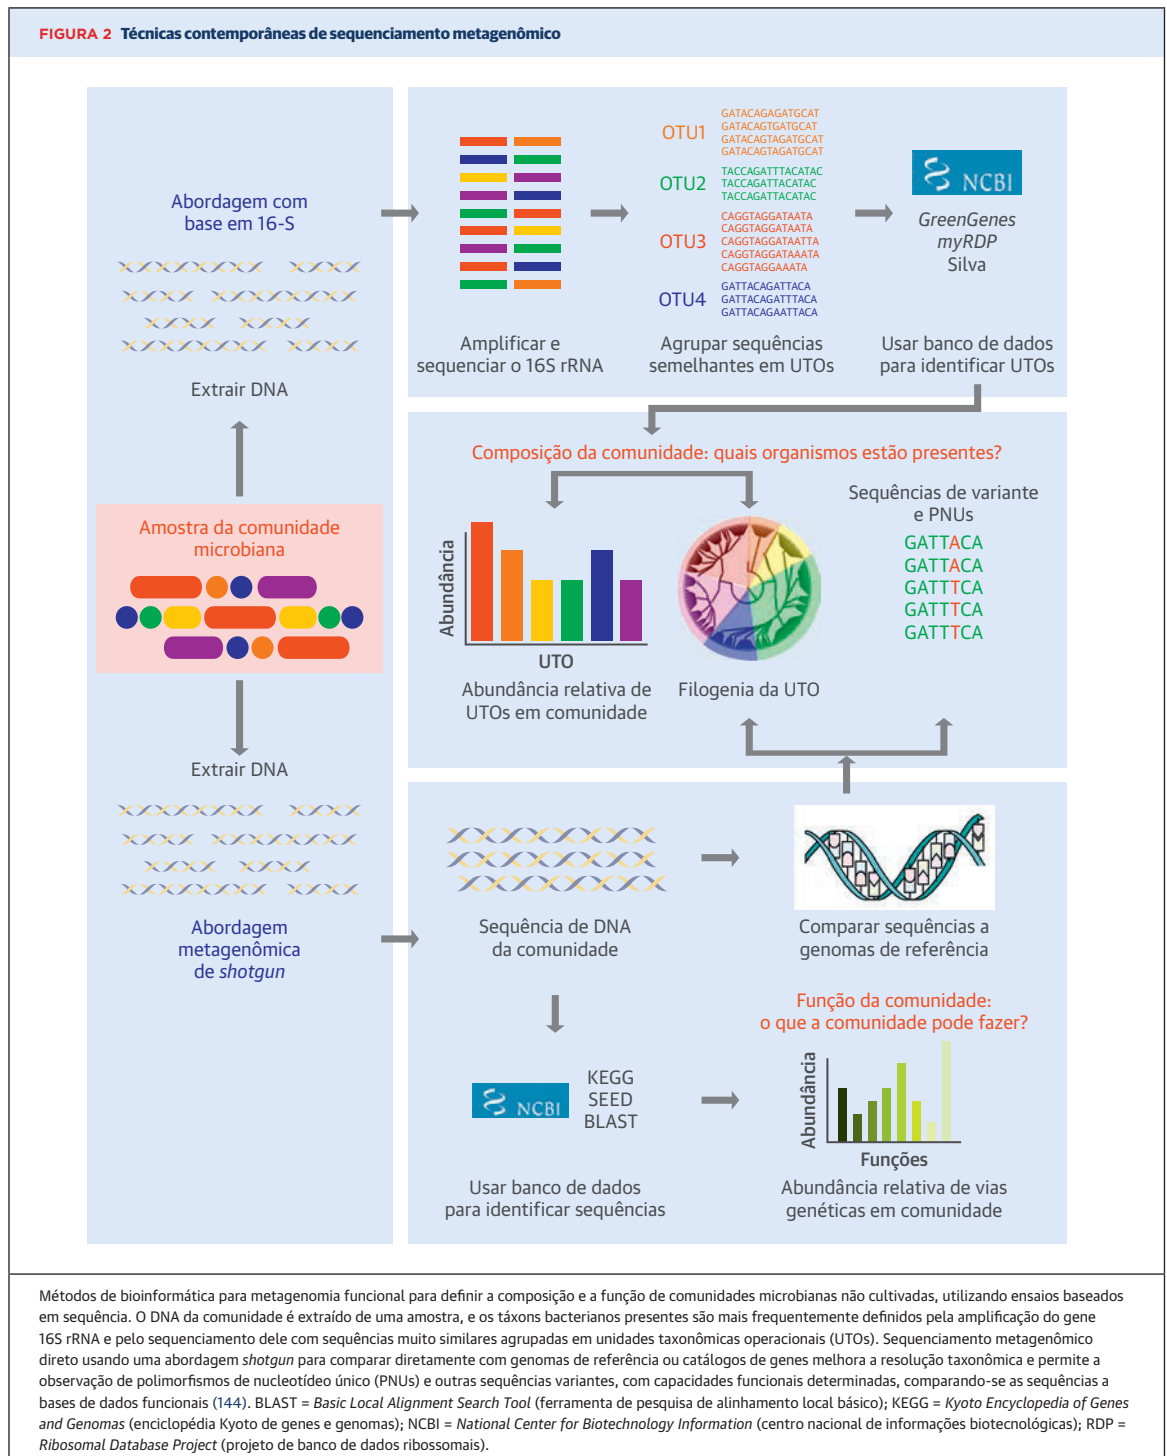 FIGURA 2 Técnicas contemporâneas de sequenciamento metagenômico
Abordagem com
base em 16-S
Extrair DNA
Amostra da comunidade
microbiana
Extrair DNA
Abordagem
metagenômica
de shotgun
Amplificar e
sequenciar o 16S rRNA
OTU1
GATACAGAGATGCAT
GATACAGTGATGCAT
GATACAGTAGATGCAT
GATACAGTAGATGCAT
OTU2
TACCAGATTTACATAC
TACCAGATTACATAC
TACCAGATTACATAC
OTU3
CAGGTAGGATAATA
CAGGTAGGATAATA
CAGGTAGGATAATTA
CAGGTAGGATAAATA
CAGGTAGGAAATA
OTU4
GATTACAGATTACA
GATTACAGATTTACA
GATTACAGAATTACA
Agrupar sequências
semelhantes em UTOs
NCBI
GreenGenes
myRDP
Silva
Usar banco de dados
para identificar UTOs
Composição da comunidade: quais organismos estão presentes?
Abundância
UTO
Abundância relativa de
UTOs em comunidade
Filogenia da UTO
Sequências de variante
e PNUs
GATTACA
GATTACA
GATTTCA
GATTTCA
GATTTCA
Sequência de DNA
da comunidade
Comparar sequências a
genomas de referência
NCBI
KEGG
SEED
BLAST
Usar banco de dados
para identificar sequências
Função da comunidade:
o que a comunidade pode fazer?
Abundância
Funções
Abundância relativa de vias
genéticas em comunidade
Métodos de bioinformática para metagenomia funcional para definir a composição e a função de comunidades microbianas não cultivadas, utilizando ensaios baseados
em sequência. O DNA da comunidade é extraído de uma amostra, e os táxons bacterianos presentes são mais frequentemente definidos pela amplificação do gene
16S rRNA e pelo sequenciamento dele com sequências muito similares agrupadas em unidades taxonômicas operacionais (UTOs). Sequenciamento metagenômico
direto usando uma abordagem shotgun para comparar diretamente com genomas de referência ou catálogos de genes melhora a resolução taxonômica e permite a
observação de polimorfismos de nucleotídeo único (PNUs) e outras sequências variantes, com capacidades funcionais determinadas, comparando-se as sequências a
bases de dados funcionais (144). BLAST = Basic Local Alignment Search Tool (ferramenta de pesquisa de alinhamento local básico); KEGG = Kyoto Encyclopedia of Genes
and Genomas (enciclopédia Kyoto de genes e genomas); NCBI = National Center for Biotechnology Information (centro nacional de informações biotecnológicas); RDP =
Ribosomal Database Project (projeto de banco de dados ribossomais).